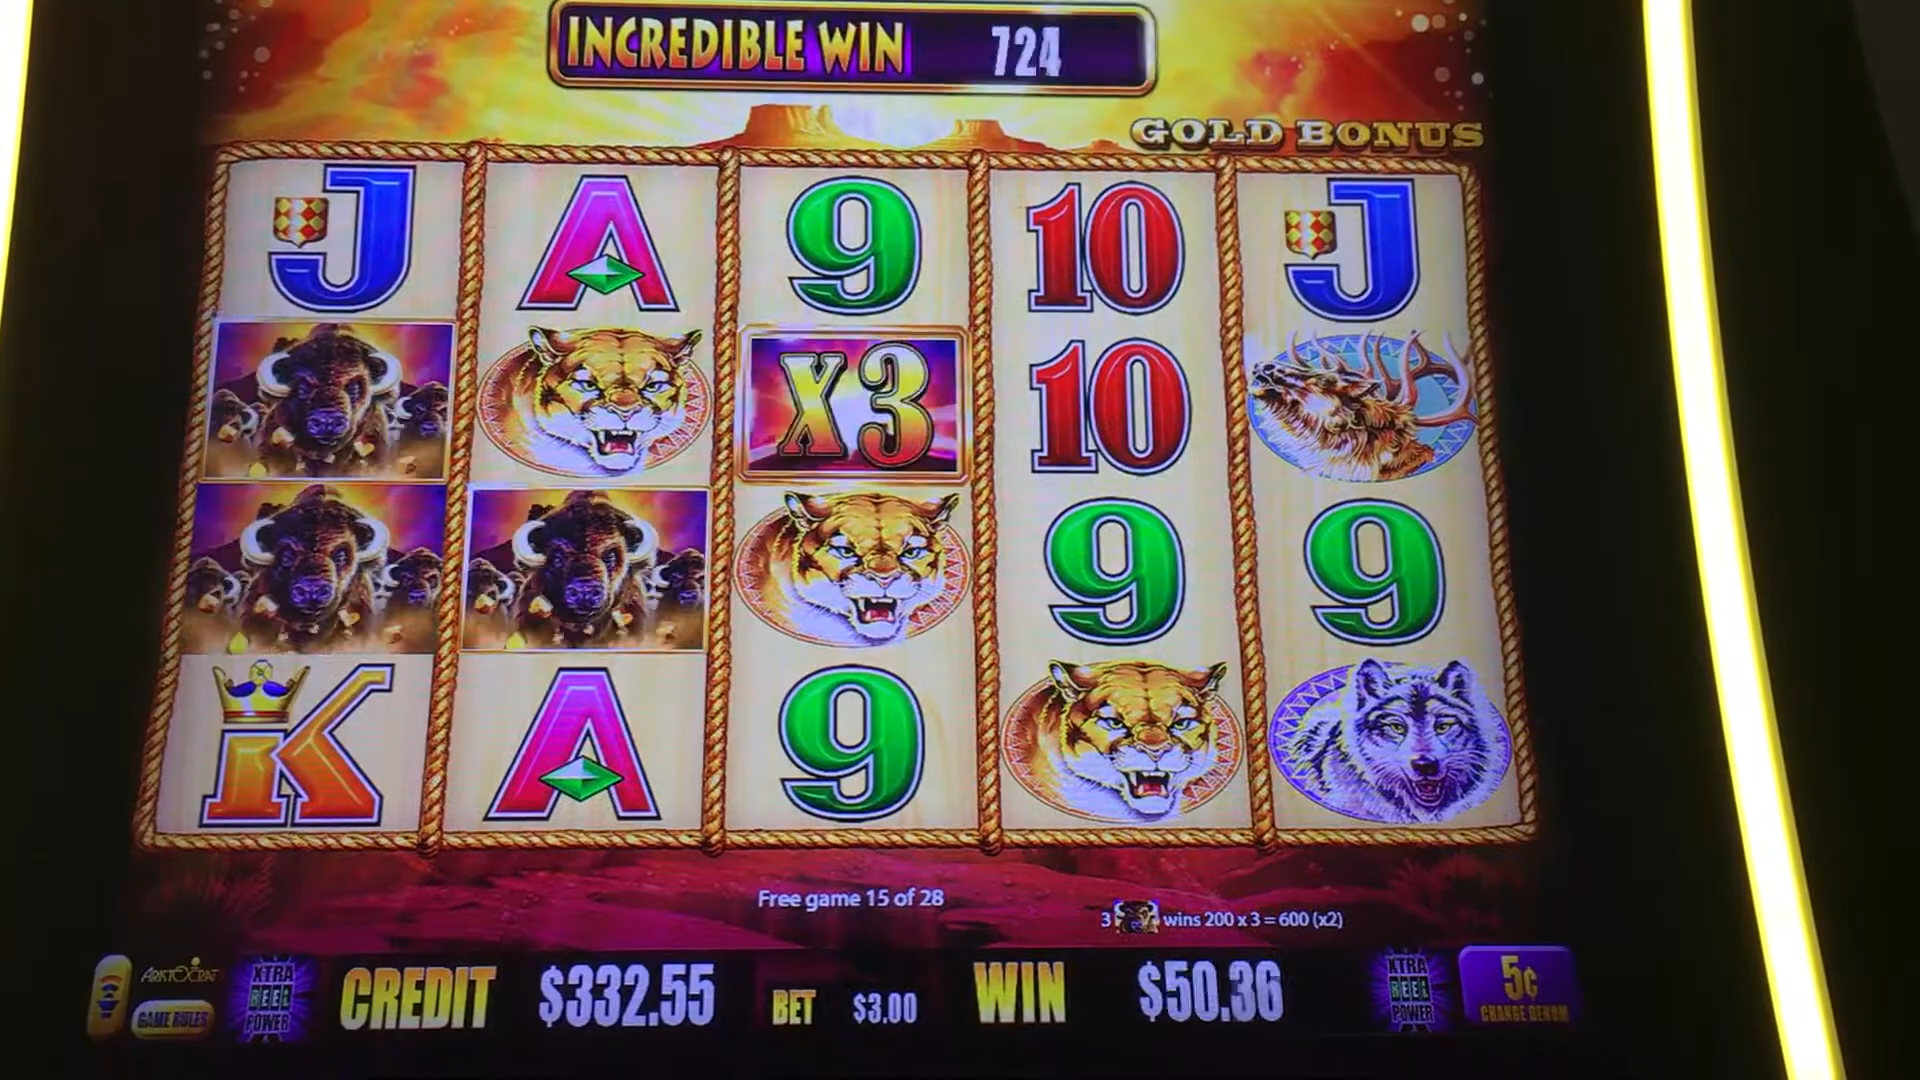 INCREDIBLE WIN 724
GOLD BONUS
J A 9 10 J
X3 10
9 9
K A 9
Free game 15 of 28
3 wins 200 x 3 = 600 (x2)
ARISTOCRAT
GAME RULES
XTRA REEL POWER
CREDIT $332.55
BET $3.00
WIN $50.36
XTRA REEL POWER
5¢
CHANGE DENOM